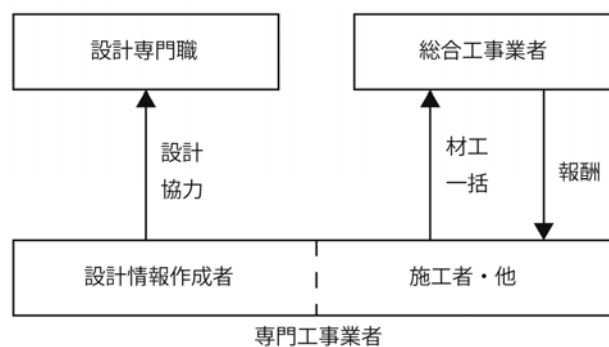 設計専門職
総合工事業者
設計
協力
材工
一括
報酬
設計情報作成者
施工者・他
専門工事業者